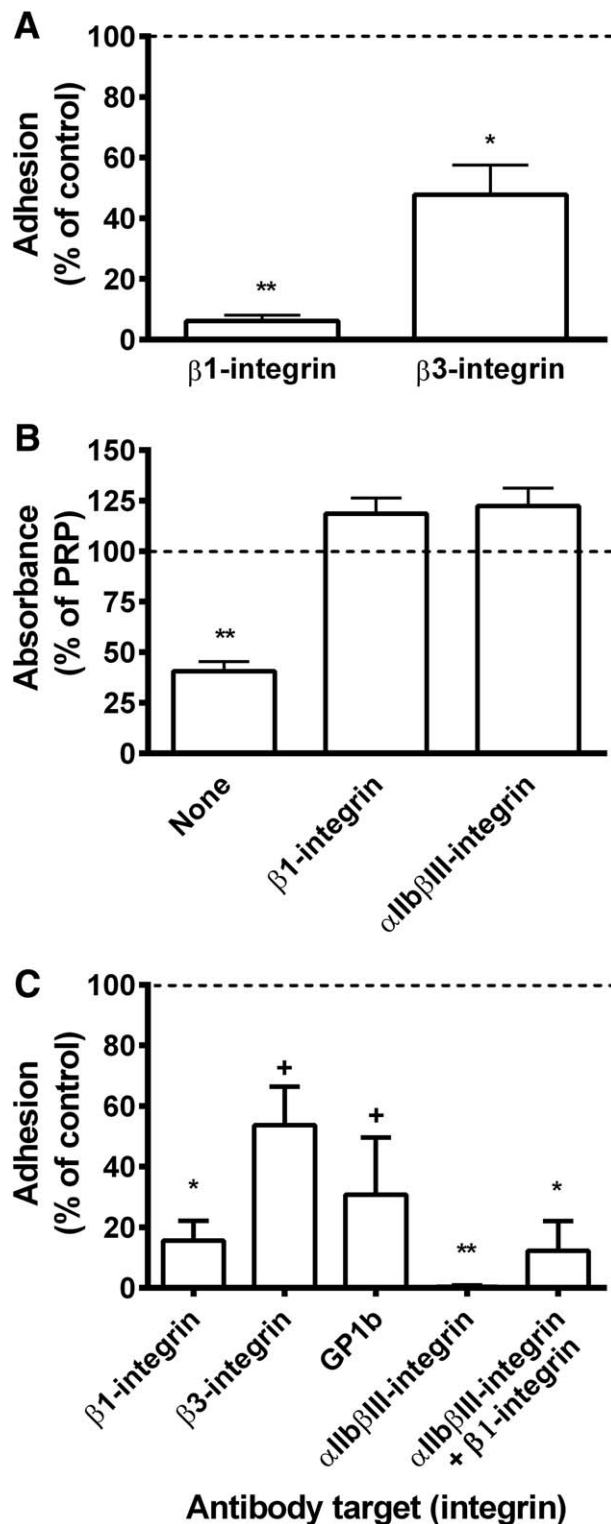 A
Adhesion
(% of control)
100
80
60
40
20
0
**
*
β1-integrin
β3-integrin
B
Absorbance
(% of PRP)
150
125
100
75
50
25
0
**
None
β1-integrin
αIIbβIII-integrin
C
Adhesion
(% of control)
100
80
60
40
20
0
*
+
+
**
*
β1-integrin
β3-integrin
GP1b
αIIbβIII-integrin
αIIbβIII-integrin
+ β1-integrin
Antibody target (integrin)